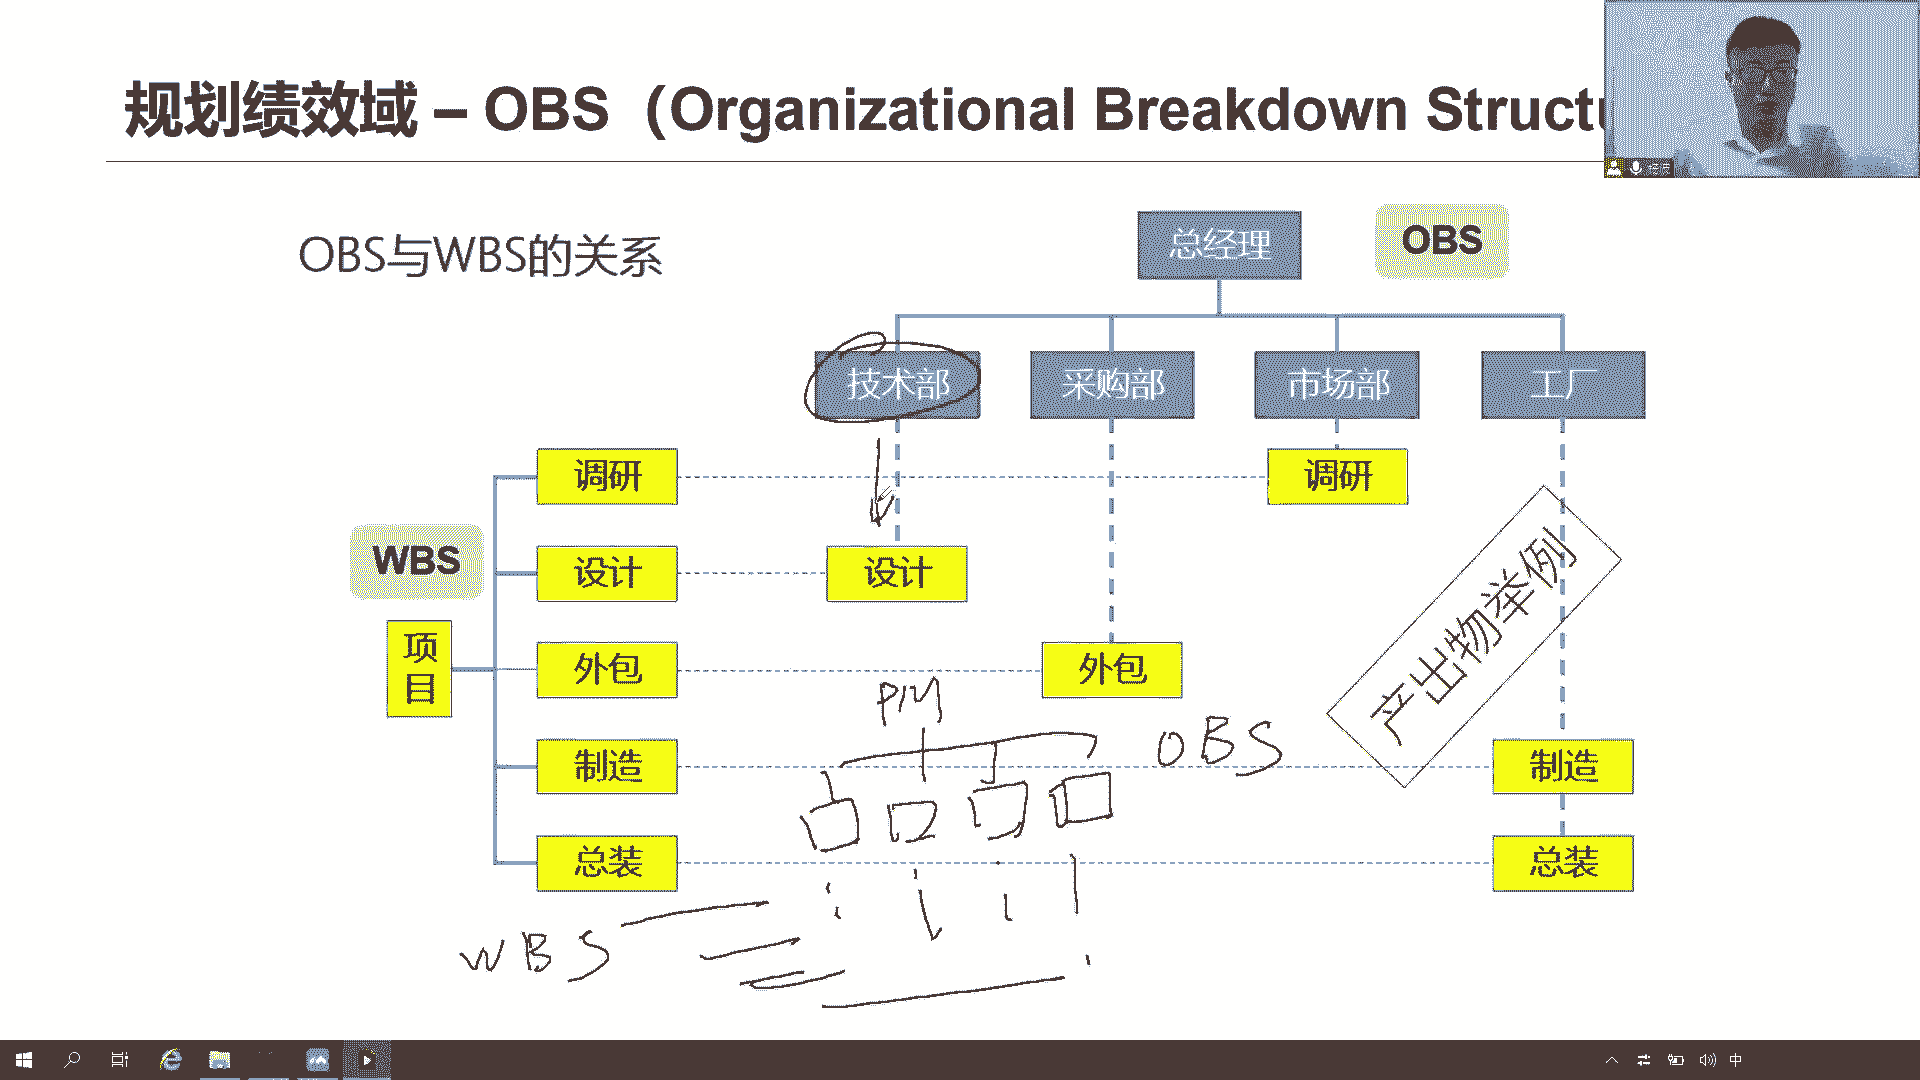 规划绩效域 – OBS（Organizational Breakdown Struct
OBS与WBS的关系
总经理
OBS
技术部
采购部
市场部
工厂
调研
调研
WBS
设计
设计
项目
外包
外包
产出物举例
PM
OBS
制造
制造
总装
总装
WBS
中